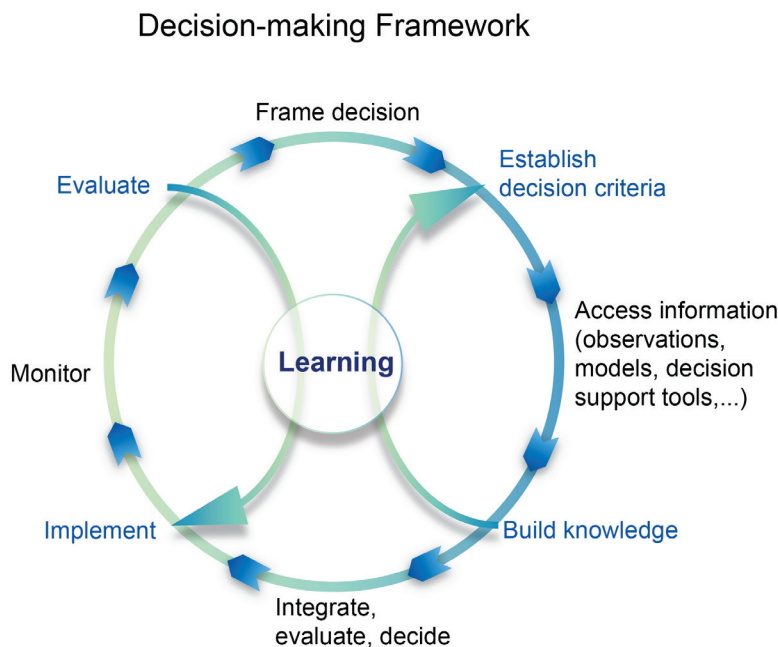 Decision-making Framework
Frame decision
Establish
decision criteria
Access information
(observations,
models, decision
support tools,...)
Build knowledge
Integrate,
evaluate, decide
Implement
Monitor
Evaluate
Learning